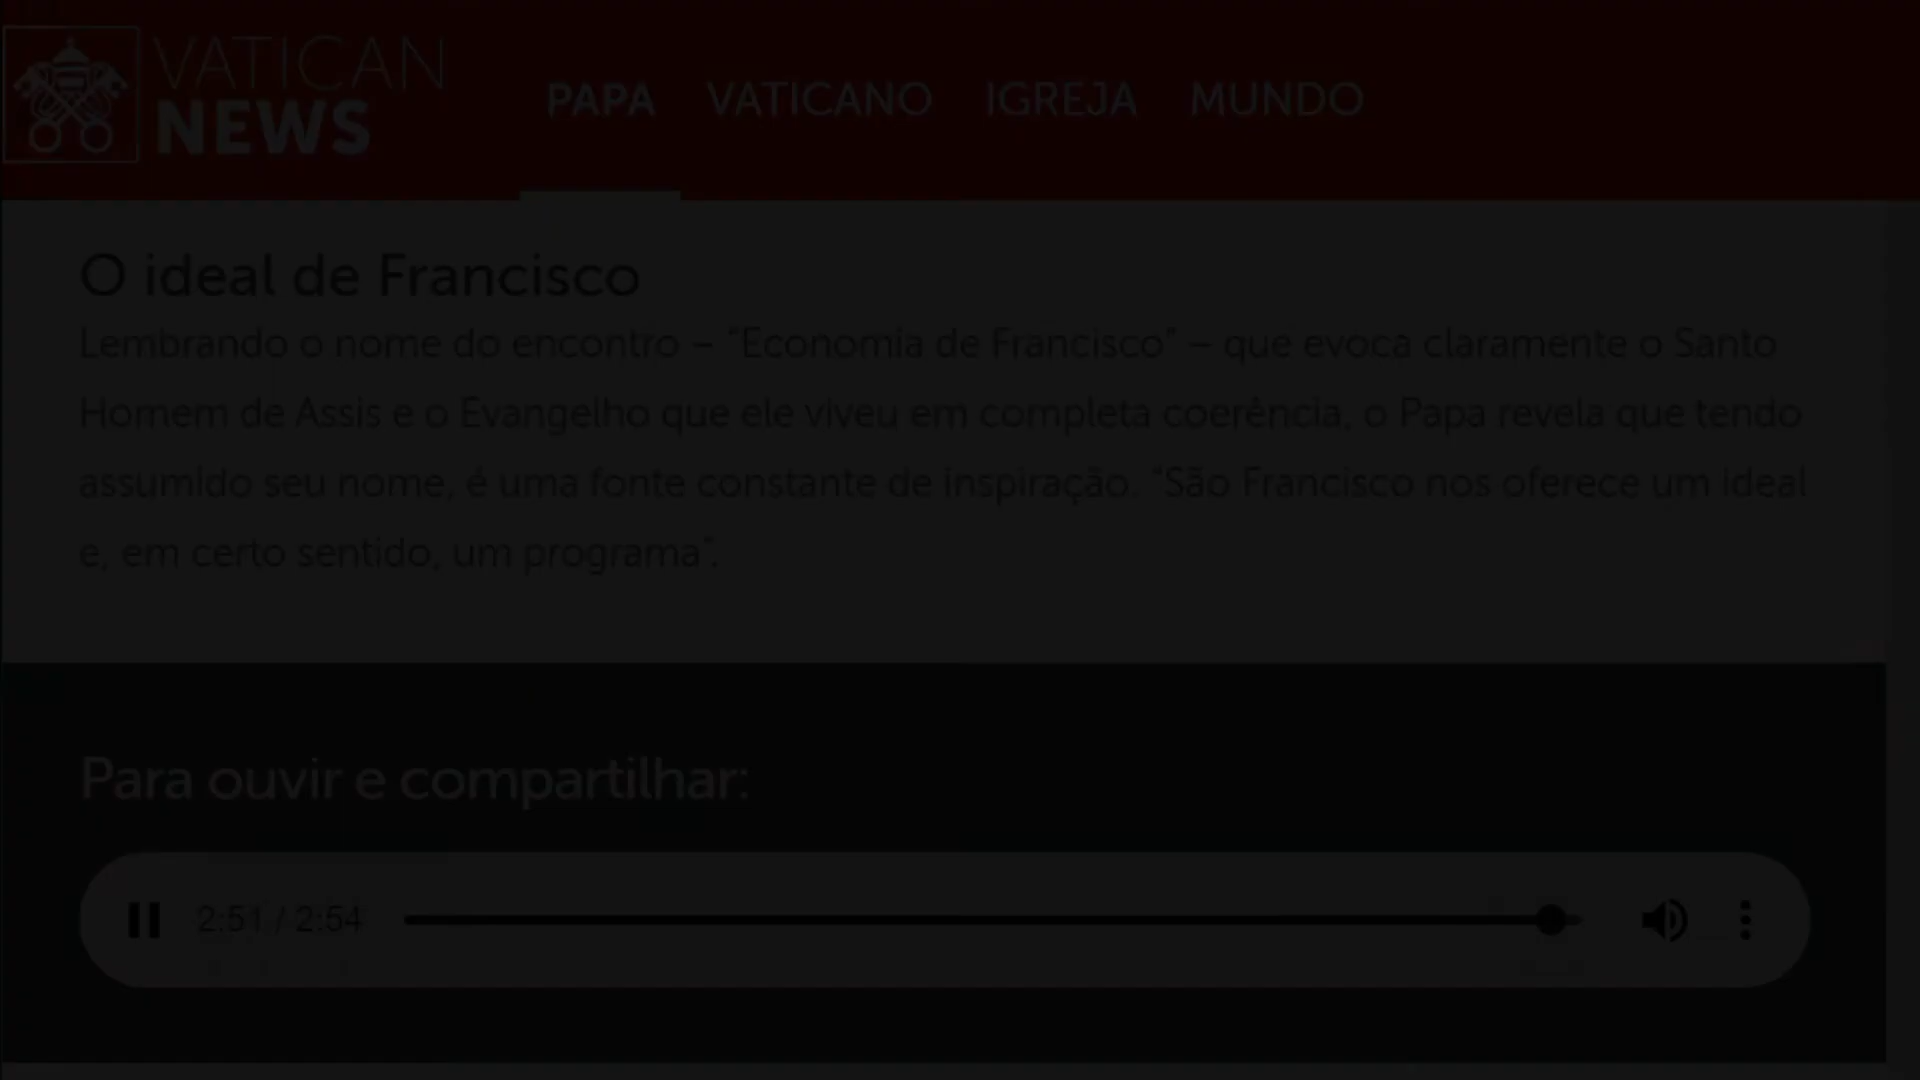 VATICAN
NEWS
PAPA VATICANO IGREJA MUNDO
O ideal de Francisco
Lembrando o nome do encontro – “Economia de Francisco” – que evoca claramente o Santo
Homem de Assis e o Evangelho que ele viveu em completa coerência, o Papa revela que tendo
assumido seu nome, é uma fonte constante de inspiração. “São Francisco nos oferece um ideal
e, em certo sentido, um programa”.
Para ouvir e compartilhar:
2:51 / 2:54